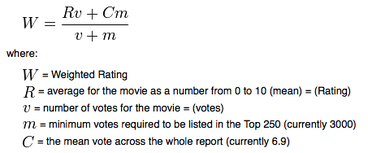 W = Rv + Cm / v + m
where:
W = Weighted Rating
R = average for the movie as a number from 0 to 10 (mean) = (Rating)
v = number of votes for the movie = (votes)
m = minimum votes required to be listed in the Top 250 (currently 3000)
C = the mean vote across the whole report (currently 6.9)